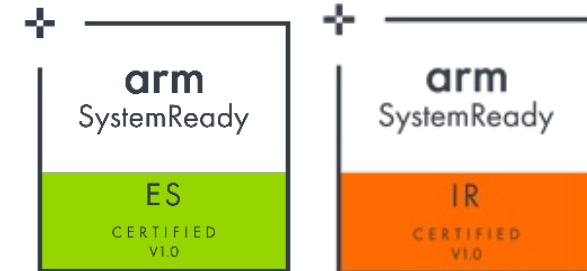 arm
SystemReady
ES
CERTIFIED
V1.0
arm
SystemReady
IR
CERTIFIED
V1.0